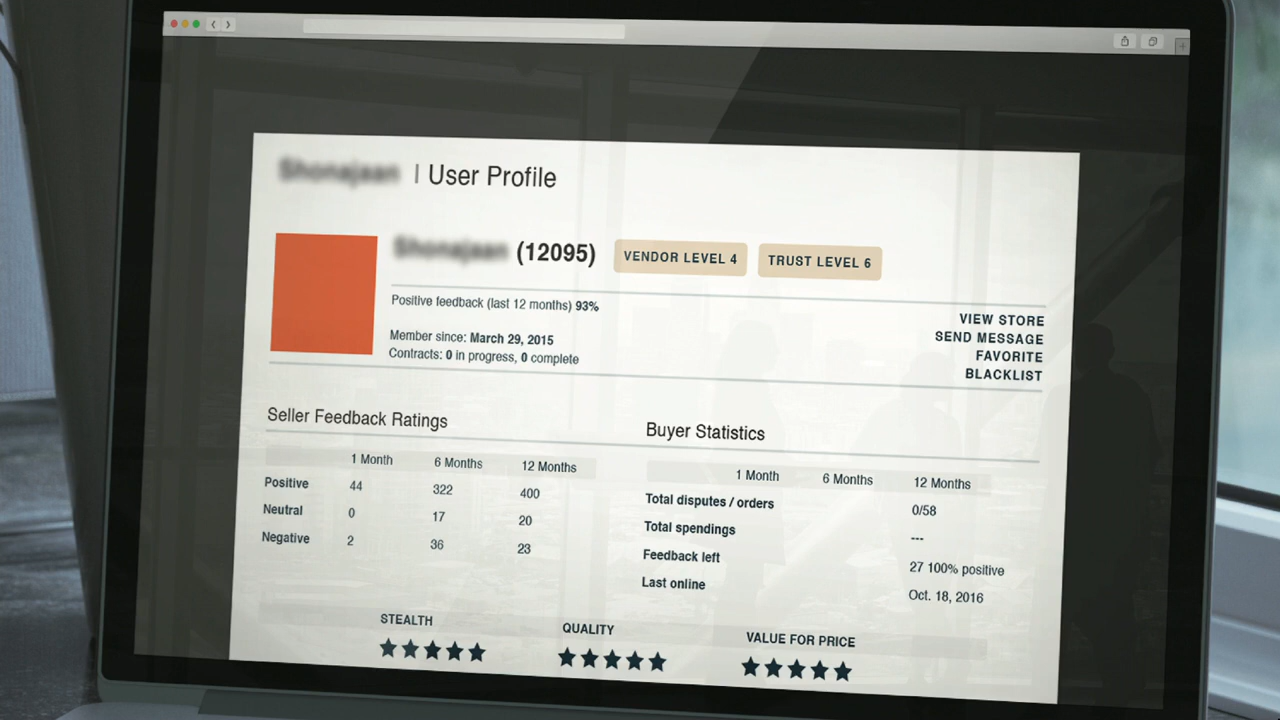 | User Profile
(12095) VENDOR LEVEL 4 TRUST LEVEL 6
Positive feedback (last 12 months) 93%
Member since: March 29, 2015
Contracts: 0 in progress, 0 complete
VIEW STORE
SEND MESSAGE
FAVORITE
BLACKLIST
Seller Feedback Ratings
1 Month 6 Months 12 Months
Positive 44 322 400
Neutral 0 17 20
Negative 2 36 23
Buyer Statistics
1 Month 6 Months 12 Months
Total disputes / orders 0/58
Total spendings ---
Feedback left 27 100% positive
Last online Oct. 18, 2016
STEALTH QUALITY VALUE FOR PRICE